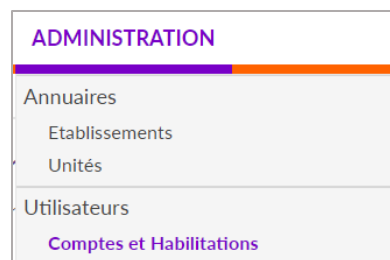 ADMINISTRATION
Annuaires
Etablissements
Unités
Utilisateurs
Comptes et Habilitations